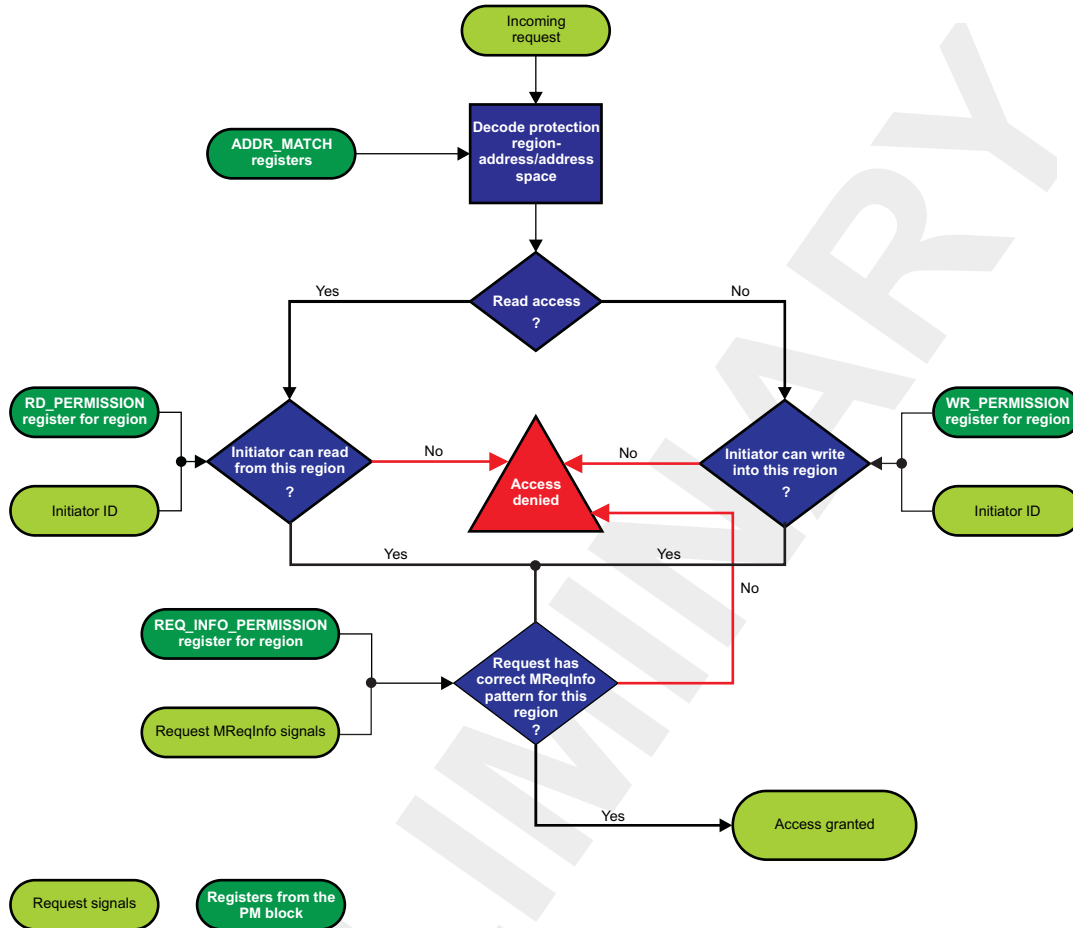 Incoming
request
ADDR_MATCH
registers
Decode protection
region-
address/address
space
Yes
Read access
?
No
RD_PERMISSION
register for region
Initiator ID
Initiator can read
from this region
?
No
Access
denied
No
Initiator can write
into this region
?
WR_PERMISSION
register for region
Initiator ID
Yes
Yes
No
REQ_INFO_PERMISSION
register for region
Request MReqInfo signals
Request has
correct MReqInfo
pattern for this
region
?
Yes
Access granted
Request signals
Registers from the
PM block
IMINARY